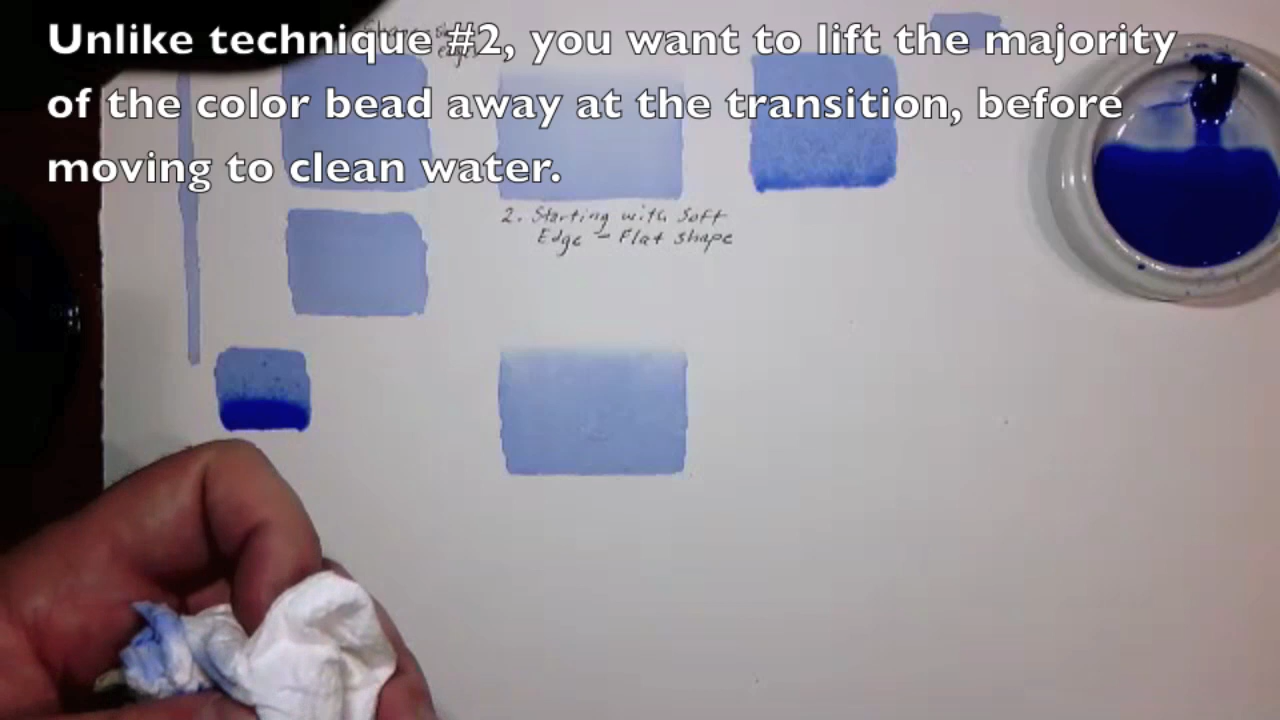 Unlike technique #2, you want to lift the majority
of the color bead away at the transition, before
moving to clean water.
2. Starting with Soft
Edge - Flat shape